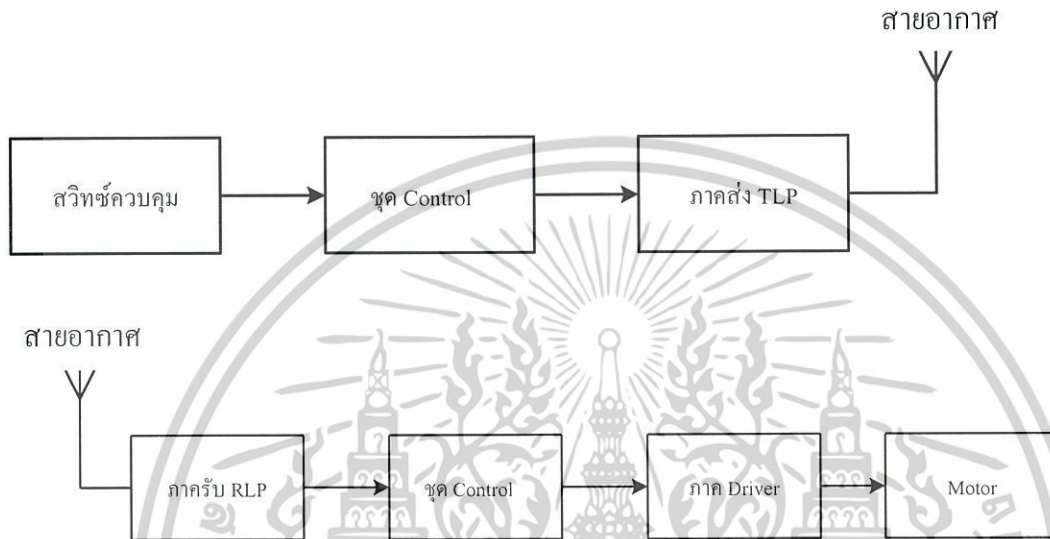 สายอากาศ
สวิทซ์ควบคุม
ชุด Control
ภาคส่ง TLP
สายอากาศ
ภาครับ RLP
ชุด Control
ภาค Driver
Motor